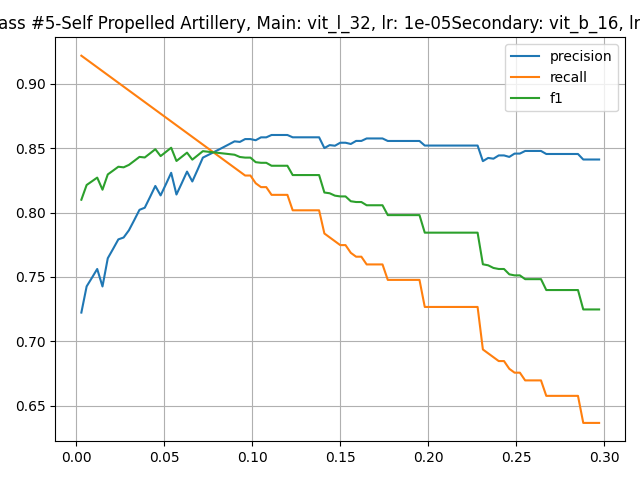 ass #5-Self Propelled Artillery, Main: vit_l_32, lr: 1e-05Secondary: vit_b_16, lr
precision
recall
f1
0.90
0.85
0.80
0.75
0.70
0.65
0.00 0.05 0.10 0.15 0.20 0.25 0.30